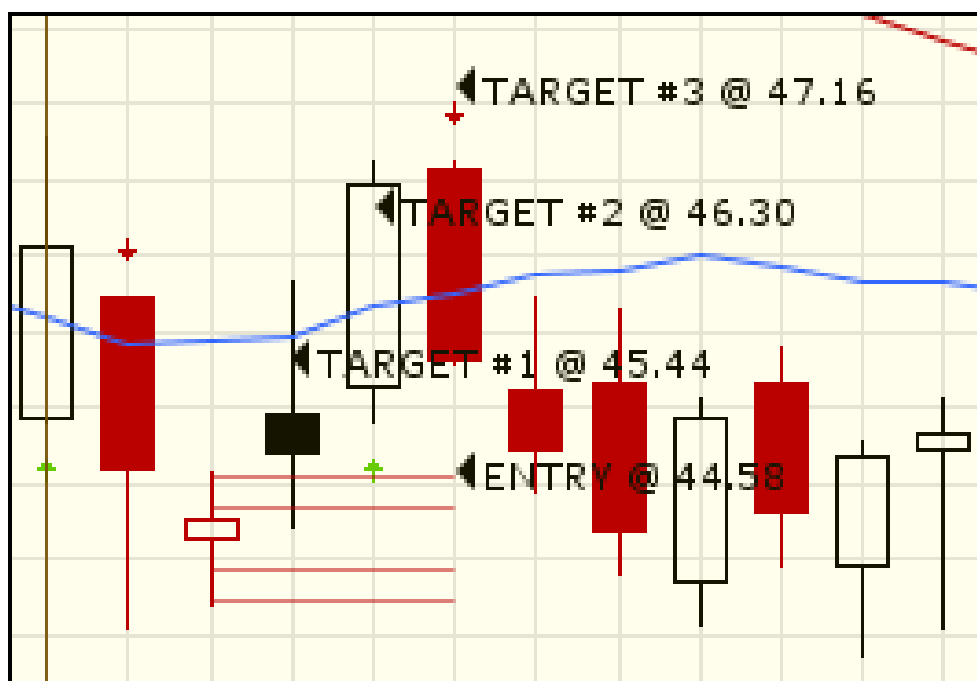 TARGET #3 @ 47.16
TARGET #2 @ 46.30
TARGET #1 @ 45.44
ENTRY @ 44.58